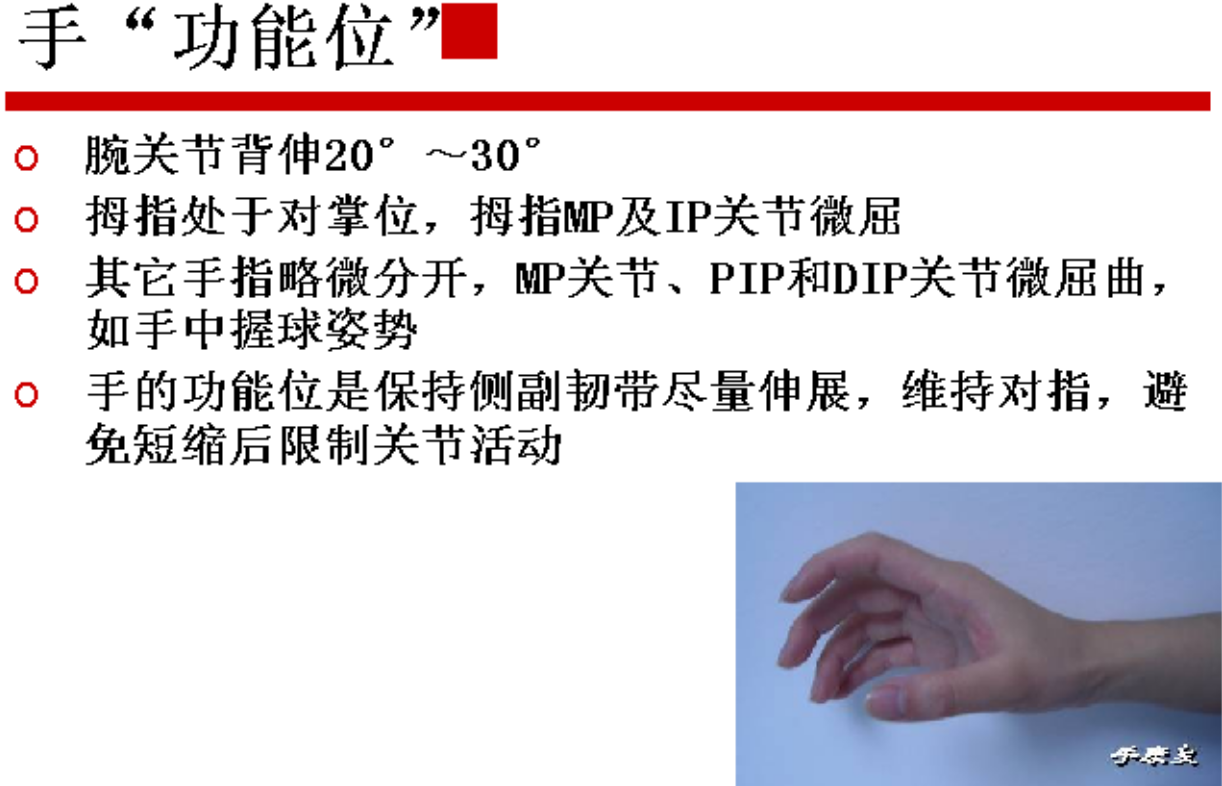 手“功能位”
腕关节背伸20°～30°
拇指处于对掌位，拇指MP及IP关节微屈
其它手指略微分开，MP关节、PIP和DIP关节微屈曲，
如手中握球姿势
手的功能位是保持侧副韧带尽量伸展，维持对指，避
免短缩后限制关节活动